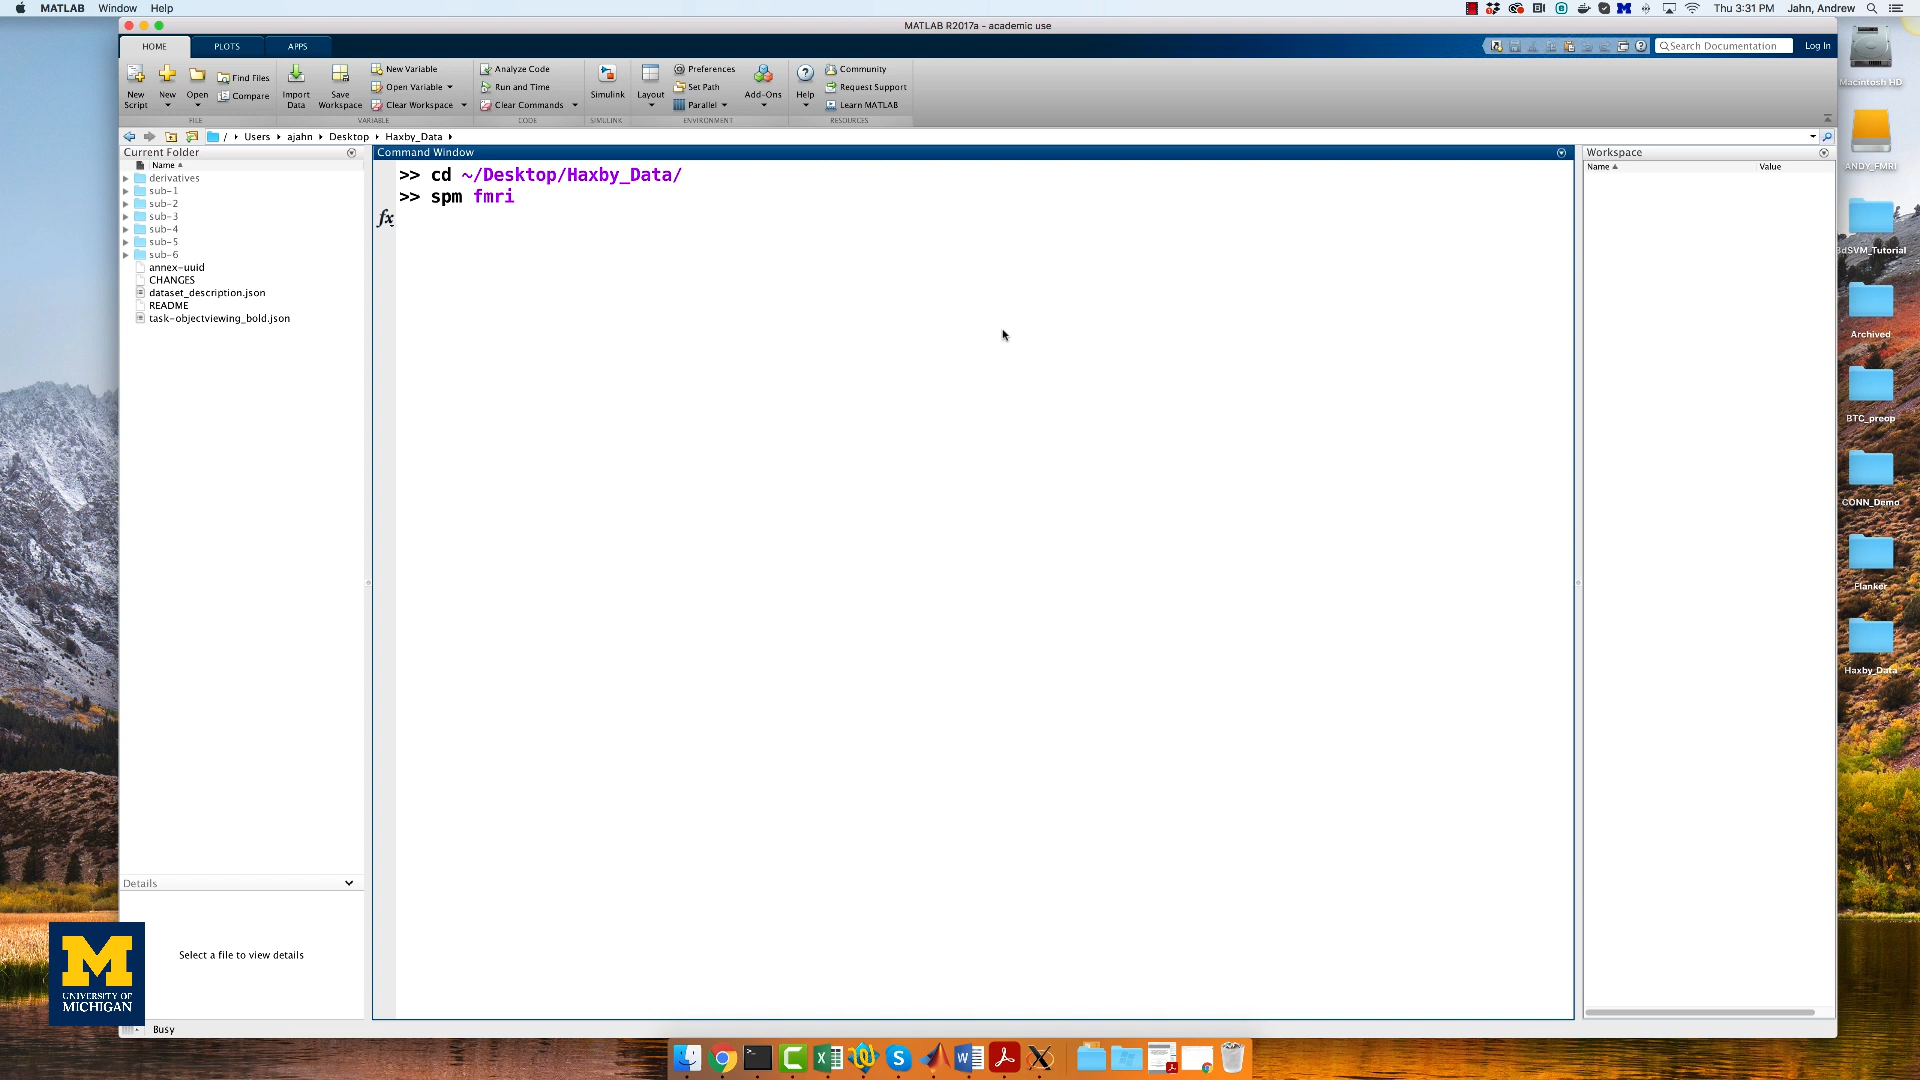 MATLAB Window Help
Thu 3:31 PM Jahn, Andrew
MATLAB R2017a - academic use
HOME PLOTS APPS
Search Documentation Log In
New Script
New
Open
Find Files
Compare
Import Data
Save Workspace
New Variable
Open Variable
Clear Workspace
Analyze Code
Run and Time
Clear Commands
Simulink
Layout
Preferences
Set Path
Parallel
Add-Ons
Help
Community
Request Support
Learn MATLAB
FILE VARIABLE CODE SIMULINK ENVIRONMENT RESOURCES
/ Users ajahn Desktop Haxby_Data
Current Folder
Name
derivatives
sub-1
sub-2
sub-3
sub-4
sub-5
sub-6
annex-uuid
CHANGES
dataset_description.json
README
task-objectviewing_bold.json
Details
Select a file to view details
Busy
Command Window
>> cd ~/Desktop/Haxby_Data/
>> spm fmri
fx
Workspace
Name Value
Macintosh HD
ANDY_FMRI
3dSVM_Tutorial
Archived
BTC_preop
CONN_Demo
Flanker
Haxby_Data
M
UNIVERSITY OF
MICHIGAN